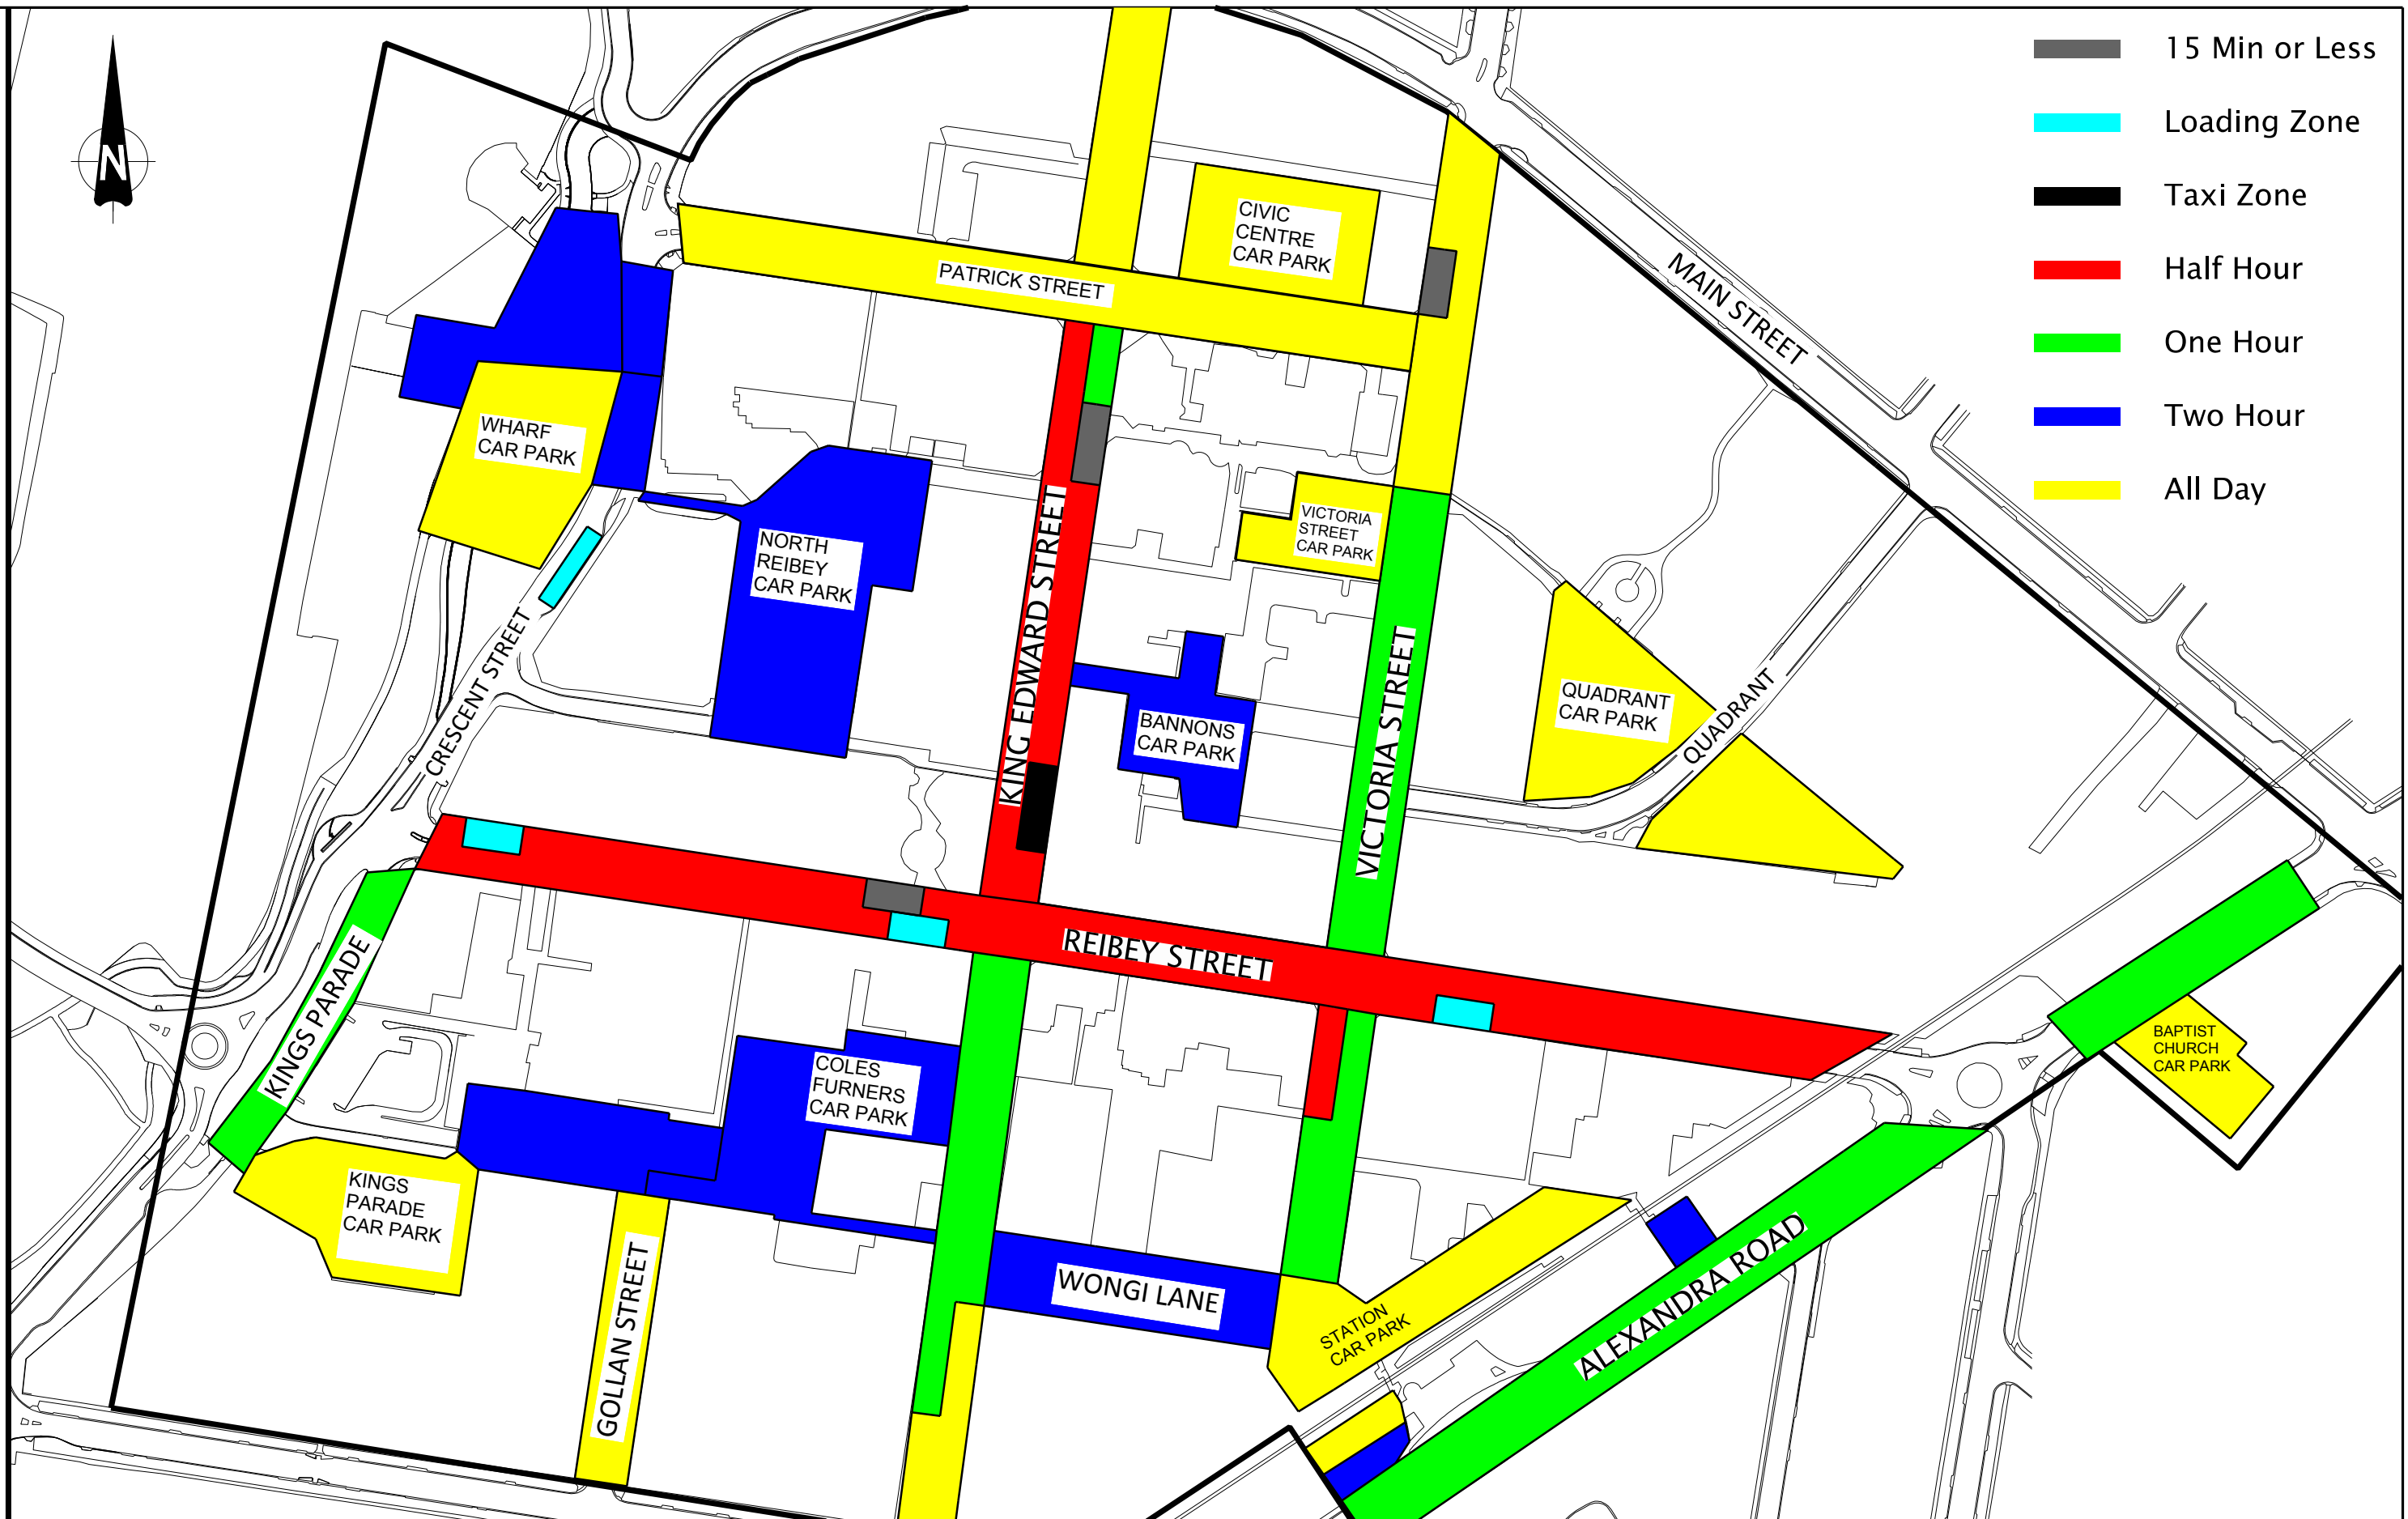 N
15 Min or Less
Loading Zone
Taxi Zone
Half Hour
One Hour
Two Hour
All Day
CIVIC
CENTRE
CAR PARK
PATRICK STREET
MAIN STREET
WHARF
CAR PARK
NORTH
REIBEY
CAR PARK
KING EDWARD STREET
VICTORIA
STREET
CAR PARK
CRESCENT STREET
VICTORIA STREET
BANNONS
CAR PARK
QUADRANT
CAR PARK
QUADRANT
KINGS PARADE
REIBEY STREET
COLES
FURNERS
CAR PARK
BAPTIST
CHURCH
CAR PARK
KINGS
PARADE
CAR PARK
GOLLAN STREET
WONGI LANE
STATION
CAR PARK
ALEXANDRA ROAD